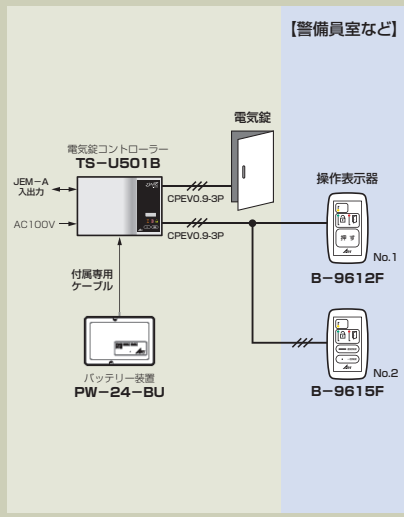 【警備員室など】
電気錠
電気錠コントローラー
TS-U501B
JEM-A
入出力
CPEV0.9-3P
AC100V
CPEV0.9-3P
操作表示器
No.1
B-9612F
付属専用
ケーブル
No.2
B-9615F
バッテリー装置
PW-24-BU